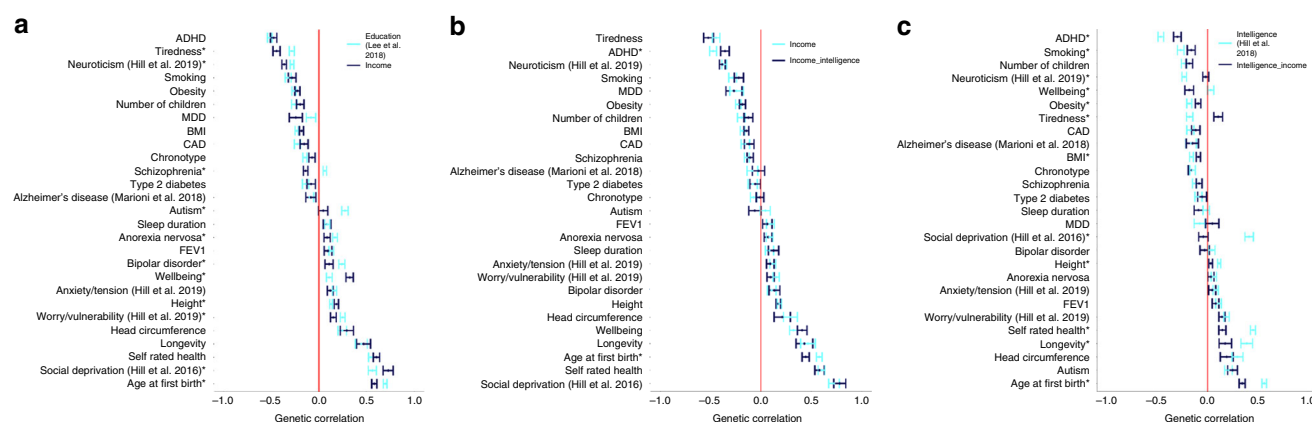 a
ADHD
Tiredness*
Neuroticism (Hill et al. 2019)*
Smoking
Obesity
Number of children
MDD
BMI
CAD
Chronotype
Schizophrenia*
Type 2 diabetes
Alzheimer's disease (Marioni et al. 2018)
Autism*
Sleep duration
Anorexia nervosa*
FEV1
Bipolar disorder*
Wellbeing*
Anxiety/tension (Hill et al. 2019)
Height*
Worry/vulnerability (Hill et al. 2019)*
Head circumference
Longevity
Self rated health
Social deprivation (Hill et al. 2016)*
Age at first birth*
Education
(Lee et al.
2018)
Income
−1.0 −0.5 0.0 0.5 1.0
Genetic correlation
b
Tiredness
ADHD*
Neuroticism (Hill et al. 2019)
Smoking
MDD
Obesity
Number of children
BMI
CAD
Schizophrenia
Alzheimer's disease (Marioni et al. 2018)
Type 2 diabetes
Chronotype
Autism
FEV1
Anorexia nervosa
Sleep duration
Anxiety/tension (Hill et al. 2019)
Worry/vulnerability (Hill et al. 2019)
Bipolar disorder
Height
Head circumference
Wellbeing
Longevity
Age at first birth*
Self rated health
Social deprivation (Hill et al. 2016)
Income
Income_intelligence
−1.0 −0.5 0.0 0.5 1.0
Genetic correlation
c
ADHD*
Smoking*
Number of children
Neuroticism (Hill et al. 2019)*
Wellbeing*
Obesity*
Tiredness*
CAD
Alzheimer's disease (Marioni et al. 2018)
BMI*
Chronotype
Schizophrenia
Type 2 diabetes
Sleep duration
MDD
Social deprivation (Hill et al. 2016)*
Bipolar disorder
Height*
Anorexia nervosa
Anxiety/tension (Hill et al. 2019)
FEV1
Worry/vulnerability (Hill et al. 2019)
Self rated health*
Longevity*
Head circumference
Autism
Age at first birth*
Intelligence
(Hill et al.
2018)
Intelligence_income
−1.0 −0.5 0.0 0.5 1.0
Genetic correlation